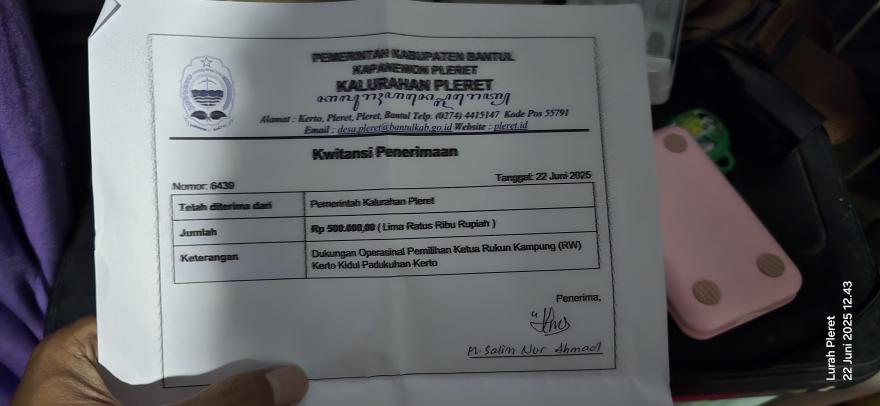 PEMERINTAH KABUPATEN BANTUL
KAPANEWON PLERET
KALURAHAN PLERET
Alamat : Kerto, Pleret, Pleret, Bantul Telp. (0274) 4415147 Kode Pos 55791
Email : desa.pleret@bantulkab.go.id Website : pleret.id
Kwitansi Penerimaan
Nomor: 6439
Tanggal: 22 Juni 2025
Telah diterima dari Pemerintah Kalurahan Pleret
Jumlah Rp 500.000,00 ( Lima Ratus Ribu Rupiah )
Keterangan Dukungan Operasinal Pemilihan Ketua Rukun Kampung (RW)
Kerto Kidul Padukuhan Kerto
Penerima,
M. Salim Nur Ahmad
Lurah Pleret
22 Juni 2025 12.43